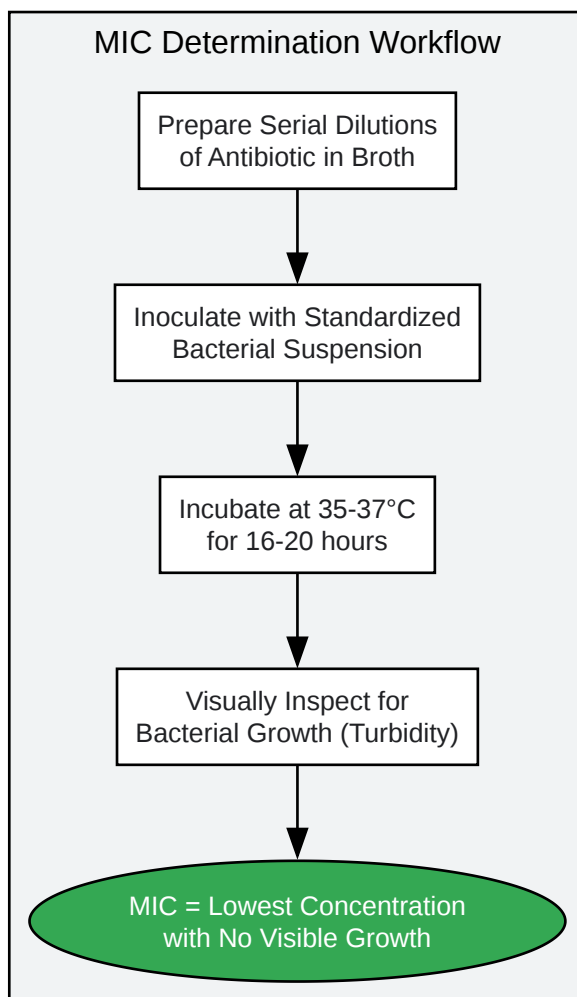 MIC Determination Workflow
Prepare Serial Dilutions
of Antibiotic in Broth
Inoculate with Standardized
Bacterial Suspension
Incubate at 35-37°C
for 16-20 hours
Visually Inspect for
Bacterial Growth (Turbidity)
MIC = Lowest Concentration
with No Visible Growth